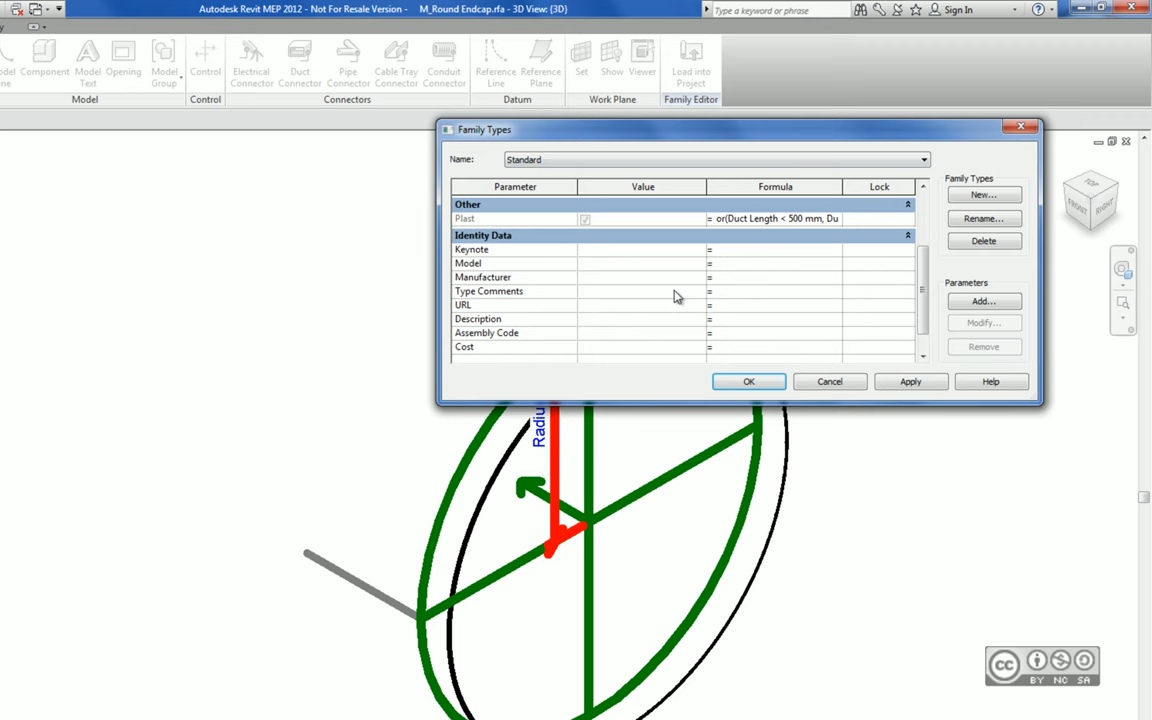 Autodesk Revit MEP 2012 - Not For Resale Version - M_Round Endcap.rfa - 3D View: {3D}
Type a keyword or phrase
Sign In
Component
Model Text
Opening
Model Group
Control
Electrical Connector
Duct Connector
Pipe Connector
Cable Tray Connector
Conduit Connector
Reference Line
Reference Plane
Set
Show
Viewer
Load into Project
Model
Control
Connectors
Datum
Work Plane
Family Editor
Family Types
Name:
Standard
Parameter
Value
Formula
Lock
Other
Plast
= or(Duct Length < 500 mm, Du
Identity Data
Keynote
=
Model
=
Manufacturer
=
Type Comments
=
URL
=
Description
=
Assembly Code
=
Cost
=
Family Types
New...
Rename...
Delete
Parameters
Add...
Modify...
Remove
OK
Cancel
Apply
Help
TOP
FRONT
RIGHT
Radiu
cc
BY NC SA